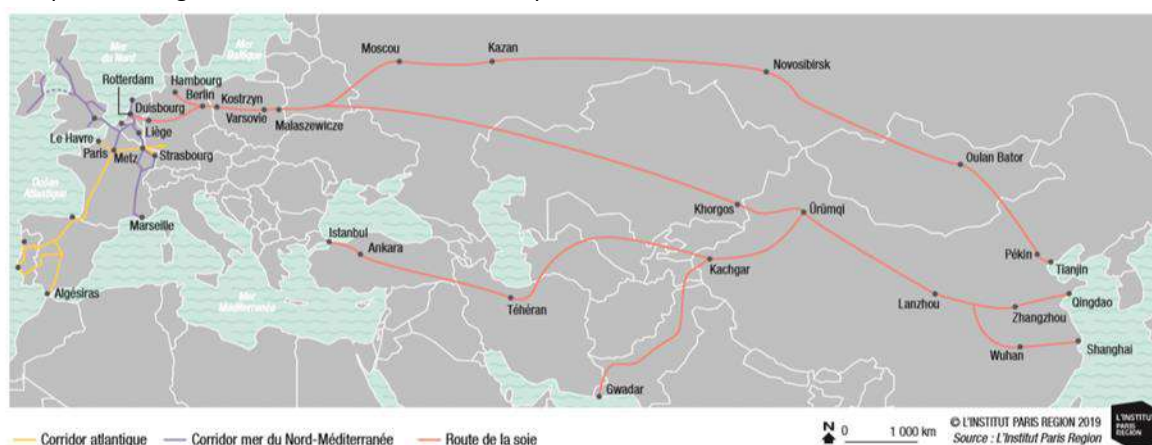 Mer
du Nord
Mer
Baltique
Moscou
Kazan
Novosibirsk
Rotterdam
Hambourg
Berlin
Duisbourg
Kostrzyn
Varsovie
Malaszewicze
Liège
Le Havre
Paris
Metz
Strasbourg
Oulan Bator
Océan
Atlantique
Marseille
Khorgos
Ürümqi
Istanbul
Ankara
Pékin
Tianjin
Kachgar
Mer
Méditerranée
Algésiras
Téhéran
Lanzhou
Qingdao
Zhangzhou
Wuhan
Shanghai
Gwadar
Corridor atlantique
Corridor mer du Nord-Méditerranée
Route de la soie
N
0 1 000 km
© L'INSTITUT PARIS REGION 2019
Source : L'Institut Paris Region
L'INSTITUT
PARIS
REGION